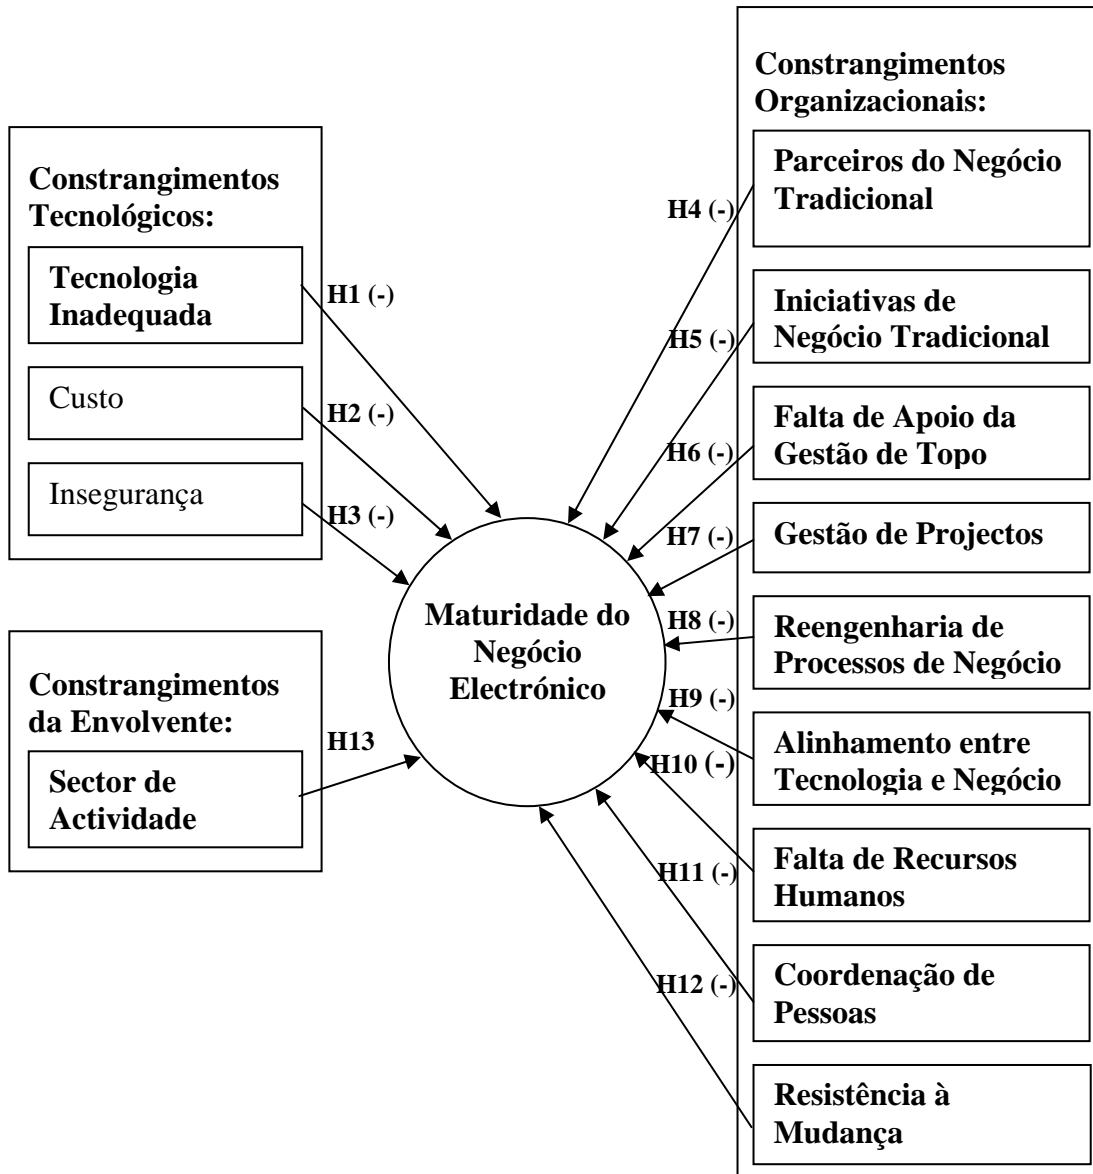 Constrangimentos
Tecnológicos:
Tecnologia
Inadequada
Custo
Insegurança
H1 (-)
H2 (-)
H3 (-)
Constrangimentos
da Envolvente:
Sector de
Actividade
H13
Maturidade do
Negócio
Electrónico
Constrangimentos
Organizacionais:
Parceiros do Negócio
Tradicional
Iniciativas de
Negócio Tradicional
Falta de Apoio da
Gestão de Topo
Gestão de Projectos
Reengenharia de
Processos de Negócio
Alinhamento entre
Tecnologia e Negócio
Falta de Recursos
Humanos
Coordenação de
Pessoas
Resistência à
Mudança
H4 (-)
H5 (-)
H6 (-)
H7 (-)
H8 (-)
H9 (-)
H10 (-)
H11 (-)
H12 (-)